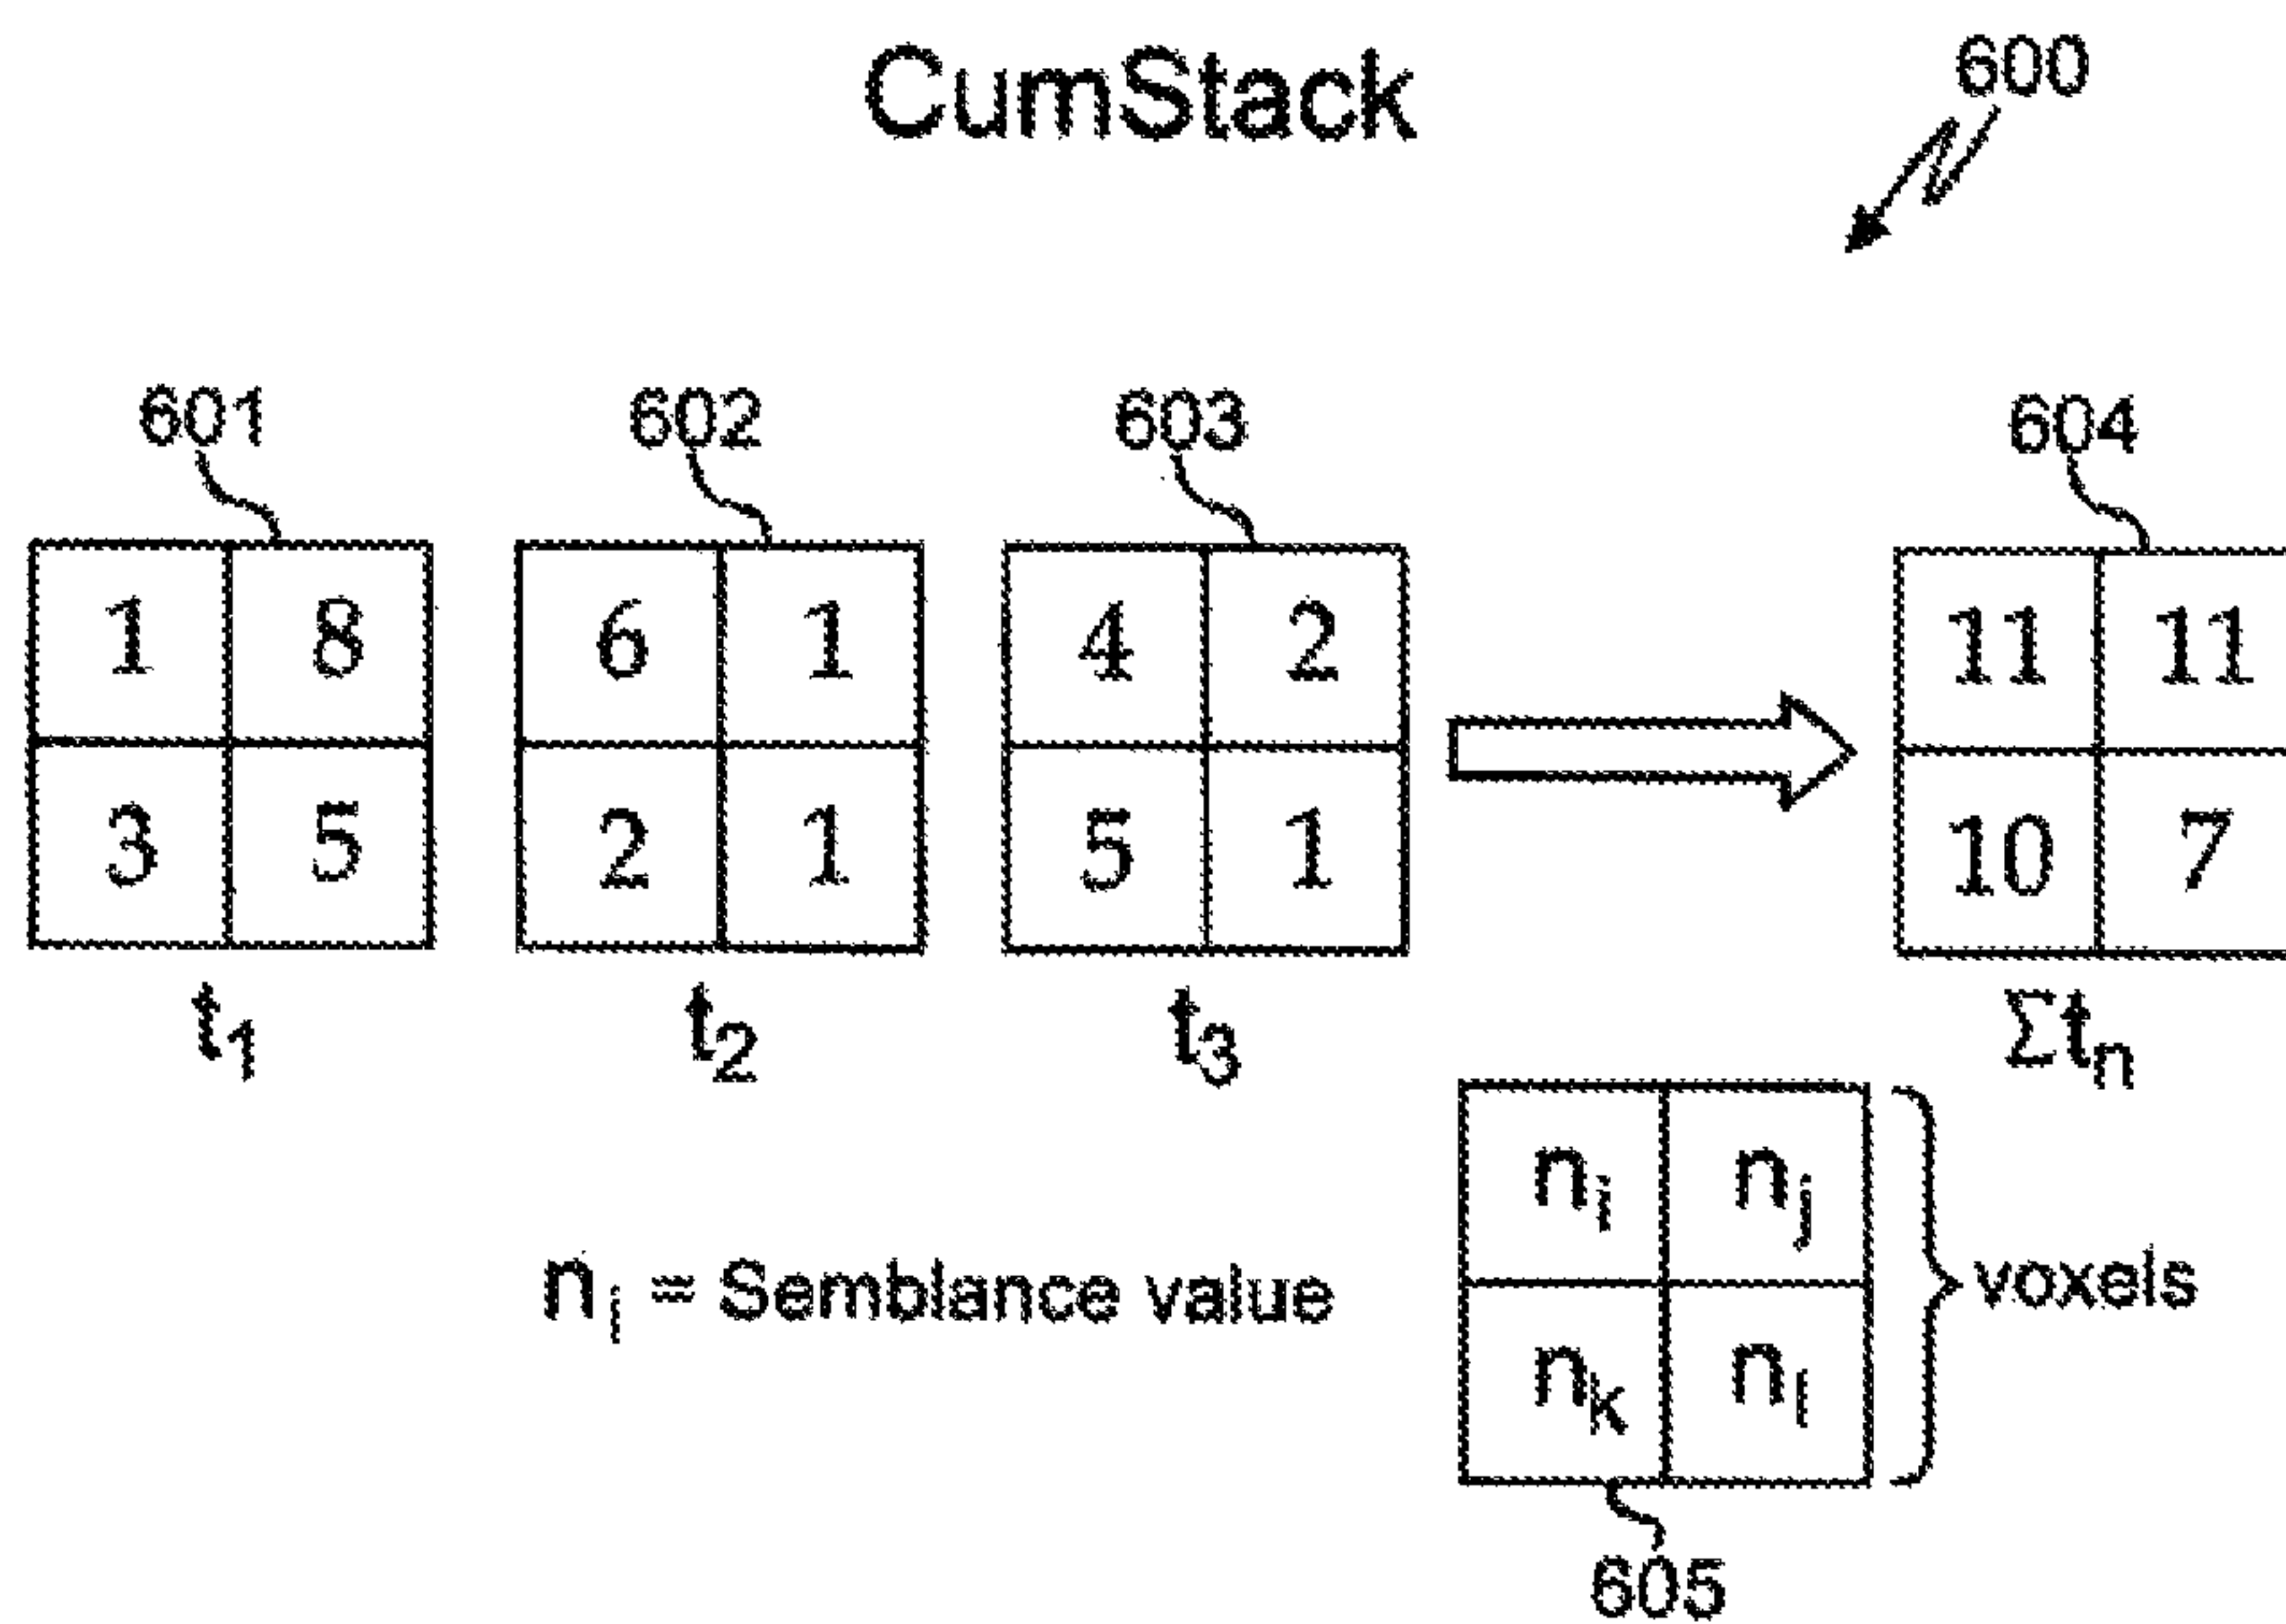 CumStack
600
601 602 603 604
1 8 6 1 4 2 11 11
3 5 2 1 5 1 10 7
t₁ t₂ t₃ Σtₙ
nᵢ nⱼ
nᵢ = Semblance value
voxels
nₖ nₗ
605